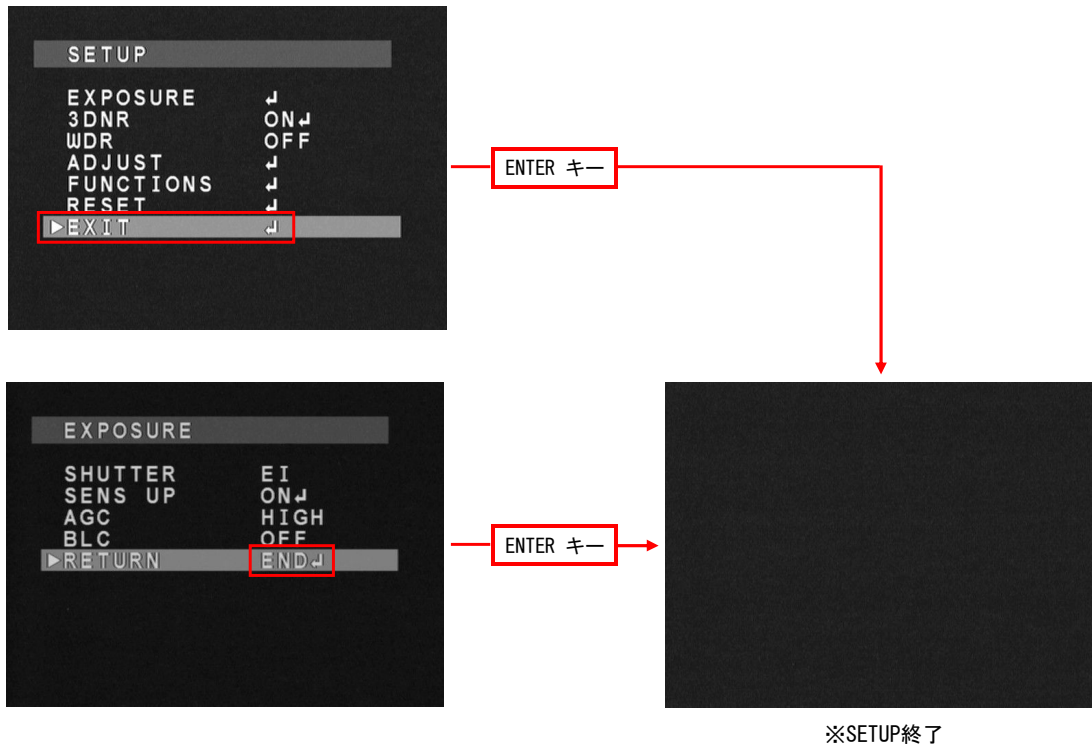 SETUP
EXPOSURE ↲
3DNR ON↲
WDR OFF
ADJUST ↲
FUNCTIONS ↲
RESET ↲
▶EXIT ↲
ENTER キー
EXPOSURE
SHUTTER EI
SENS UP ON↲
AGC HIGH
BLC OFF
▶RETURN END↲
ENTER キー
※SETUP終了